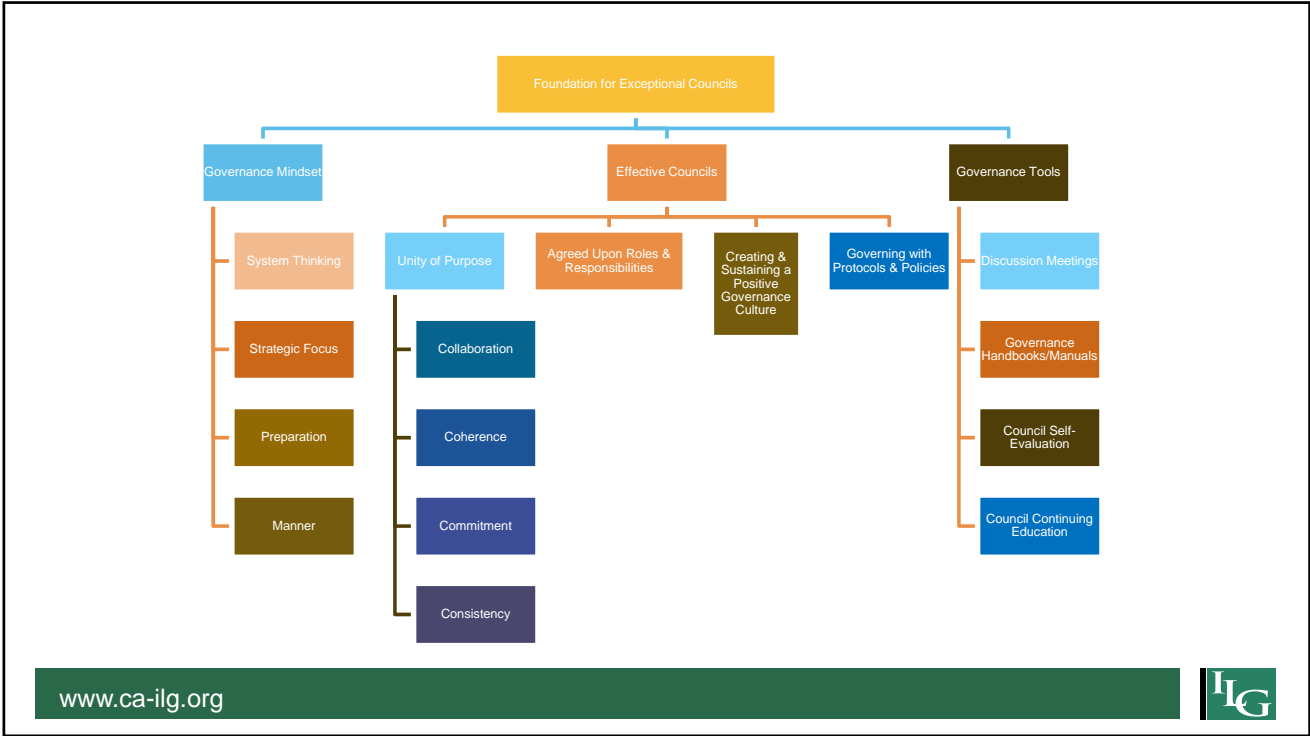 Foundation for Exceptional Councils
Governance Mindset
Effective Councils
Governance Tools
System Thinking
Strategic Focus
Preparation
Manner
Unity of Purpose
Collaboration
Coherence
Commitment
Consistency
Agreed Upon Roles &
Responsibilities
Creating &
Sustaining a
Positive
Governance
Culture
Governing with
Protocols & Policies
Discussion Meetings
Governance
Handbooks/Manuals
Council Self-
Evaluation
Council Continuing
Education
www.ca-ilg.org
ILG